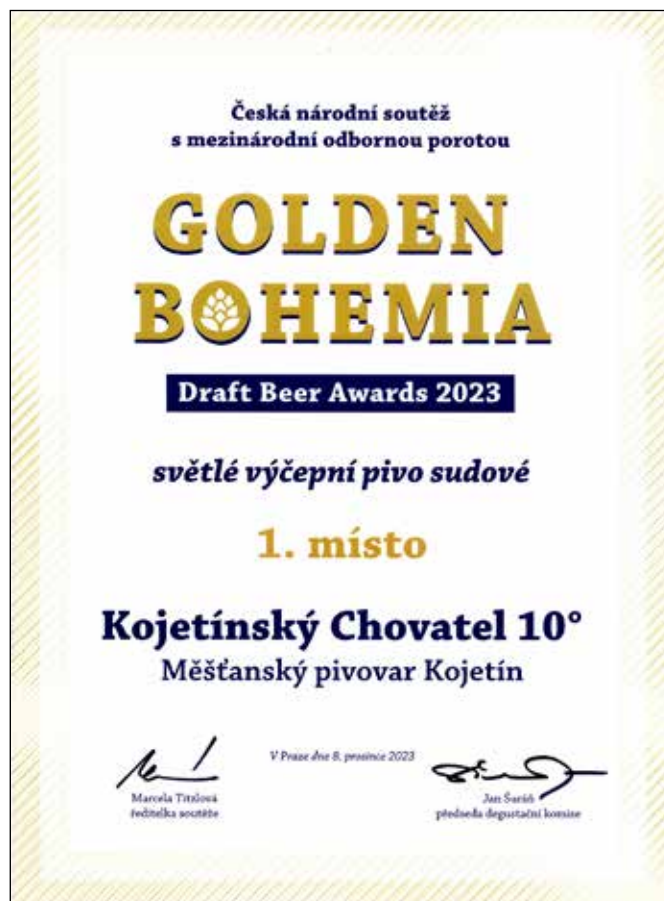 Česká národní soutěž
s mezinárodní odbornou porotou
GOLDEN
BOHEMIA
Draft Beer Awards 2023
světlé výčepní pivo sudové
1. místo
Kojetínský Chovatel 10°
Měšťanský pivovar Kojetín
V Praze dne 8. prosince 2023
Marcela Titzlová
ředitelka soutěže
Jan Šuráň
předseda degustační komise